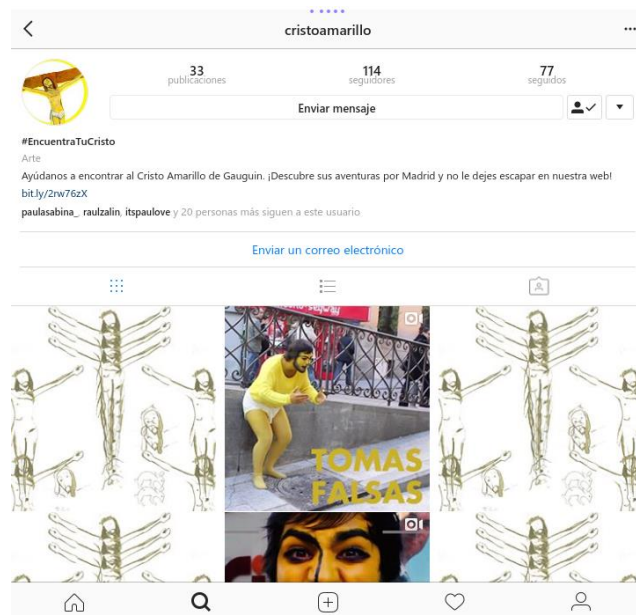 cristoamarillo
33 114 77
publicaciones seguidores seguidos
Enviar mensaje
#EncuentraTuCristo
Arte
Ayúdanos a encontrar al Cristo Amarillo de Gauguin. ¡Descubre sus aventuras por Madrid y no le dejes escapar en nuestra web!
bit.ly/2rw76zX
paulasabina_, raulzalin, itspaulove y 20 personas más siguen a este usuario
Enviar un correo electrónico
TOMAS
FALSAS